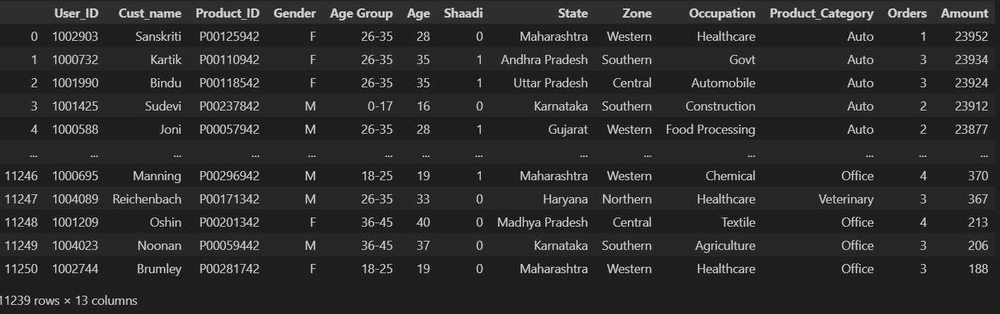 User_ID Cust_name Product_ID Gender Age Group Age Shaadi State Zone Occupation Product_Category Orders Amount
0 1002903 Sanskriti P00125942 F 26-35 28 0 Maharashtra Western Healthcare Auto 1 23952
1 1000732 Kartik P00110942 F 26-35 35 1 Andhra Pradesh Southern Govt Auto 3 23934
2 1001990 Bindu P00118542 F 26-35 35 1 Uttar Pradesh Central Automobile Auto 3 23924
3 1001425 Sudevi P00237842 M 0-17 16 0 Karnataka Southern Construction Auto 2 23912
4 1000588 Joni P00057942 M 26-35 28 1 Gujarat Western Food Processing Auto 2 23877
... ... ... ... ... ... ... ... ... ... ... ... ... ...
11246 1000695 Manning P00296942 M 18-25 19 1 Maharashtra Western Chemical Office 4 370
11247 1004089 Reichenbach P00171342 M 26-35 33 0 Haryana Northern Healthcare Veterinary 3 367
11248 1001209 Oshin P00201342 F 36-45 40 0 Madhya Pradesh Central Textile Office 4 213
11249 1004023 Noonan P00059442 M 36-45 37 0 Karnataka Southern Agriculture Office 3 206
11250 1002744 Brumley P00281742 F 18-25 19 0 Maharashtra Western Healthcare Office 3 188
11239 rows × 13 columns